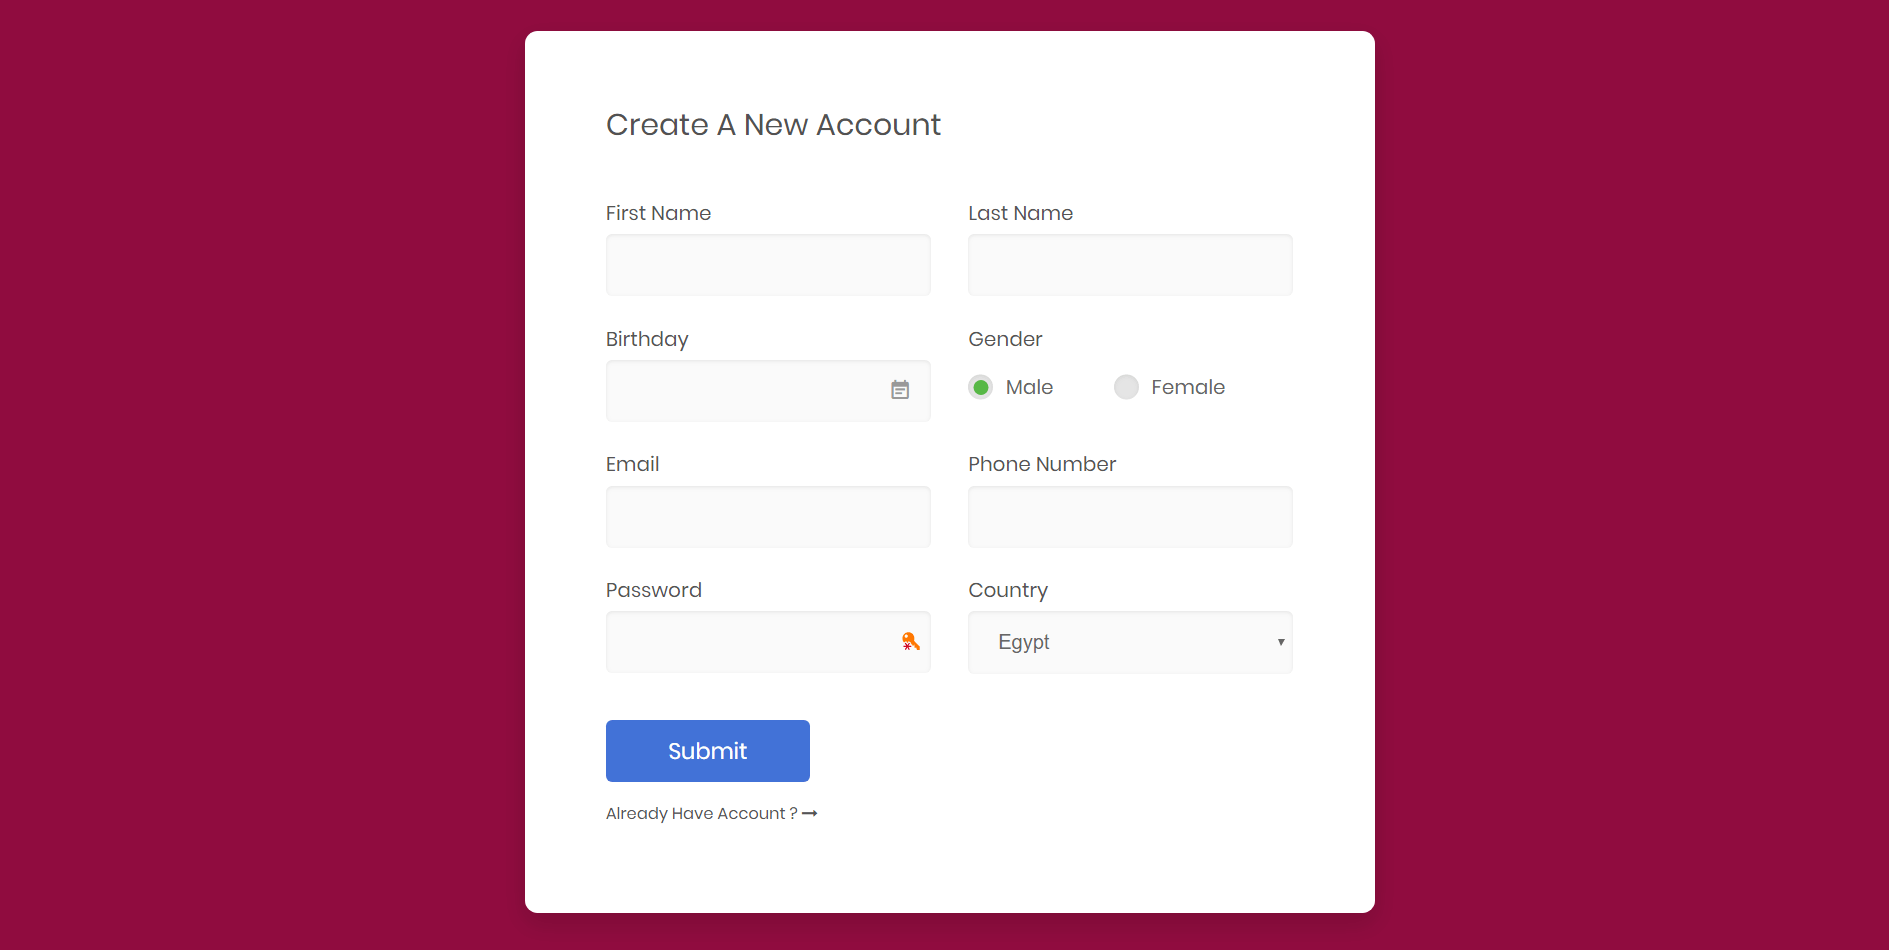 Create A New Account
First Name
Last Name
Birthday
Gender
Male
Female
Email
Phone Number
Password
Country
Egypt
Submit
Already Have Account ?